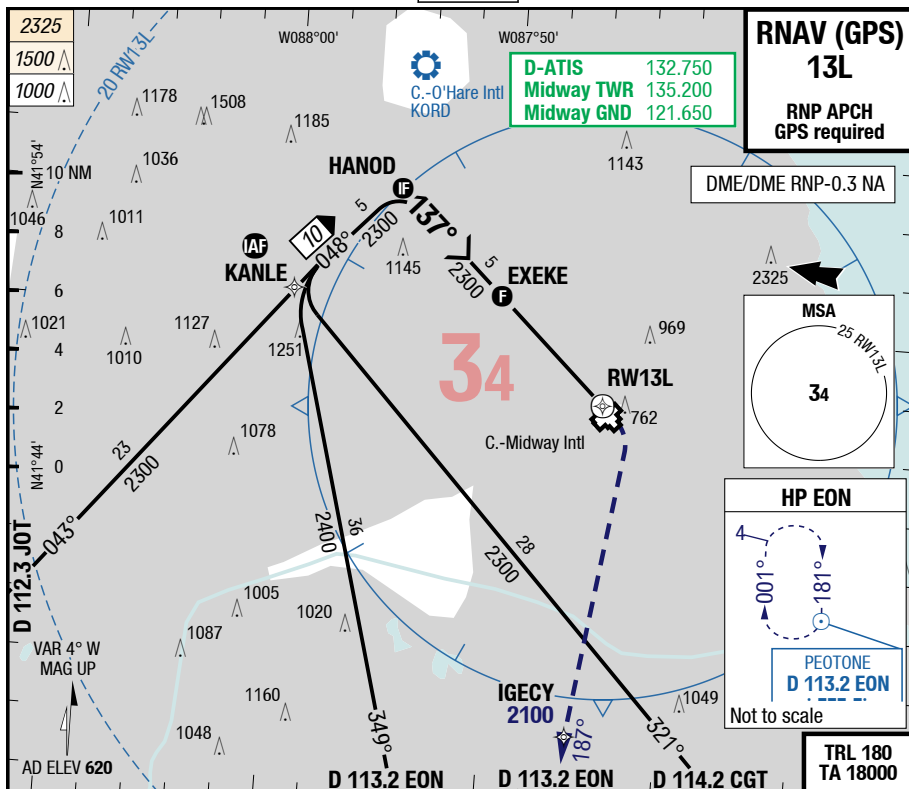 2325
1500
1000
20 RW13L
W088°00'
W087°50'
C.-O'Hare Intl
KORD
D-ATIS 132.750
Midway TWR 135.200
Midway GND 121.650
RNAV (GPS)
13L
RNP APCH
GPS required
DME/DME RNP-0.3 NA
1178
1508
1185
1143
N41°54'
10 NM
1036
HANOD
IF
1046
1011
8
5
2300
137°
10
048°
IAF
KANLE
1145
5
2300
EXEKE
F
2325
6
1021
1010
1127
1251
34
969
MSA
25 RW13L
34
4
RW13L
2
762
C.-Midway Intl
1078
23
2300
N41°44'
0
043°
D 112.3 JOT
2400
36
28
2300
HP EON
4
001°
181°
PEOTONE
D 113.2 EON
Not to scale
1005
1020
1087
VAR 4° W
MAG UP
1160
1048
IGECY
2100
187°
349°
321°
1049
AD ELEV 620
D 113.2 EON
D 113.2 EON
D 114.2 CGT
TRL 180
TA 18000